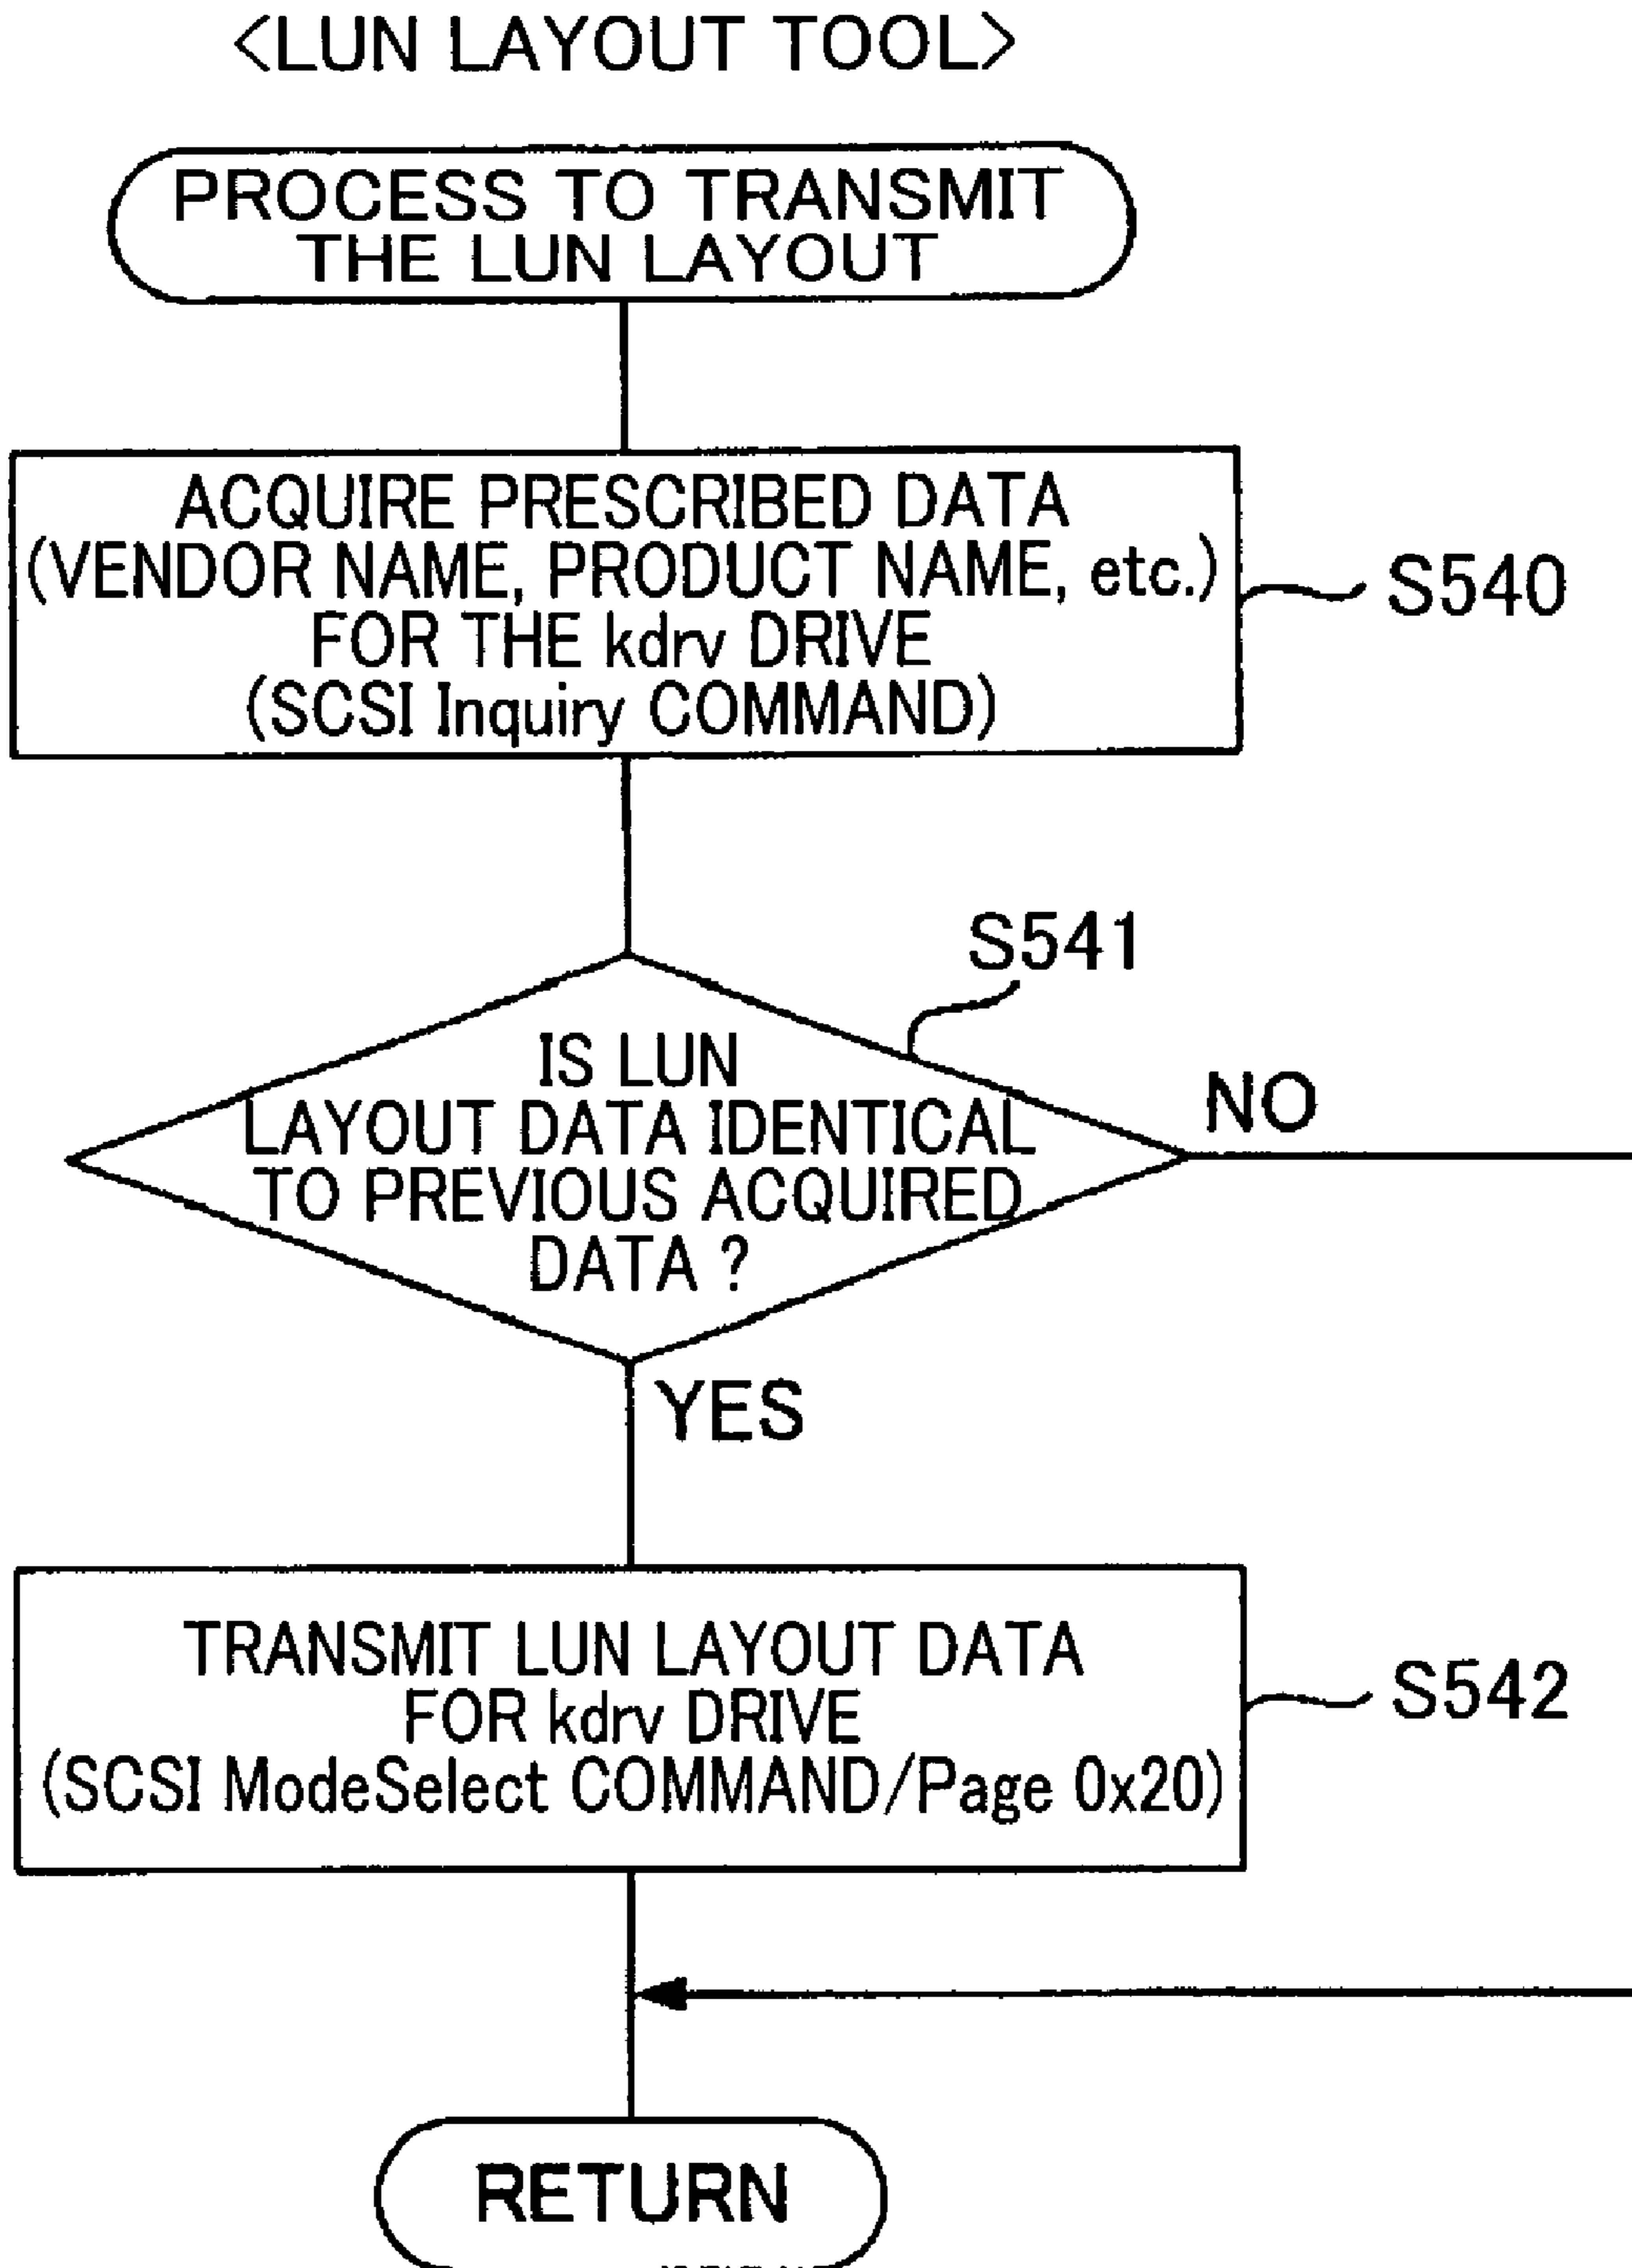 <LUN LAYOUT TOOL>
PROCESS TO TRANSMIT
THE LUN LAYOUT
ACQUIRE PRESCRIBED DATA
(VENDOR NAME, PRODUCT NAME, etc.)
FOR THE kdrv DRIVE
(SCSI Inquiry COMMAND)
S540
S541
IS LUN
LAYOUT DATA IDENTICAL
TO PREVIOUS ACQUIRED
DATA ?
NO
YES
TRANSMIT LUN LAYOUT DATA
FOR kdrv DRIVE
(SCSI ModeSelect COMMAND/Page 0x20)
S542
RETURN